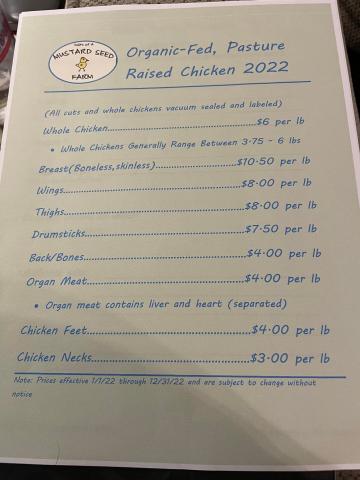 MUSTARD SEED
FARM
Organic-Fed, Pasture
Raised Chicken 2022
(All cuts and whole chickens vacuum sealed and labeled)
Whole Chicken........................................$6 per lb
• Whole Chickens Generally Range Between 3.75 - 6 lbs
Breast(Boneless,skinless)......................$10.50 per lb
Wings................................................$8.00 per lb
Thighs................................................$8.00 per lb
Drumsticks..........................................$7.50 per lb
Back/Bones..........................................$4.00 per lb
Organ Meat..........................................$4.00 per lb
• Organ meat contains liver and heart (separated)
Chicken Feet..........................................$4.00 per lb
Chicken Necks..........................................$3.00 per lb
Note: Prices effective 1/1/22 through 12/31/22 and are subject to change without
notice